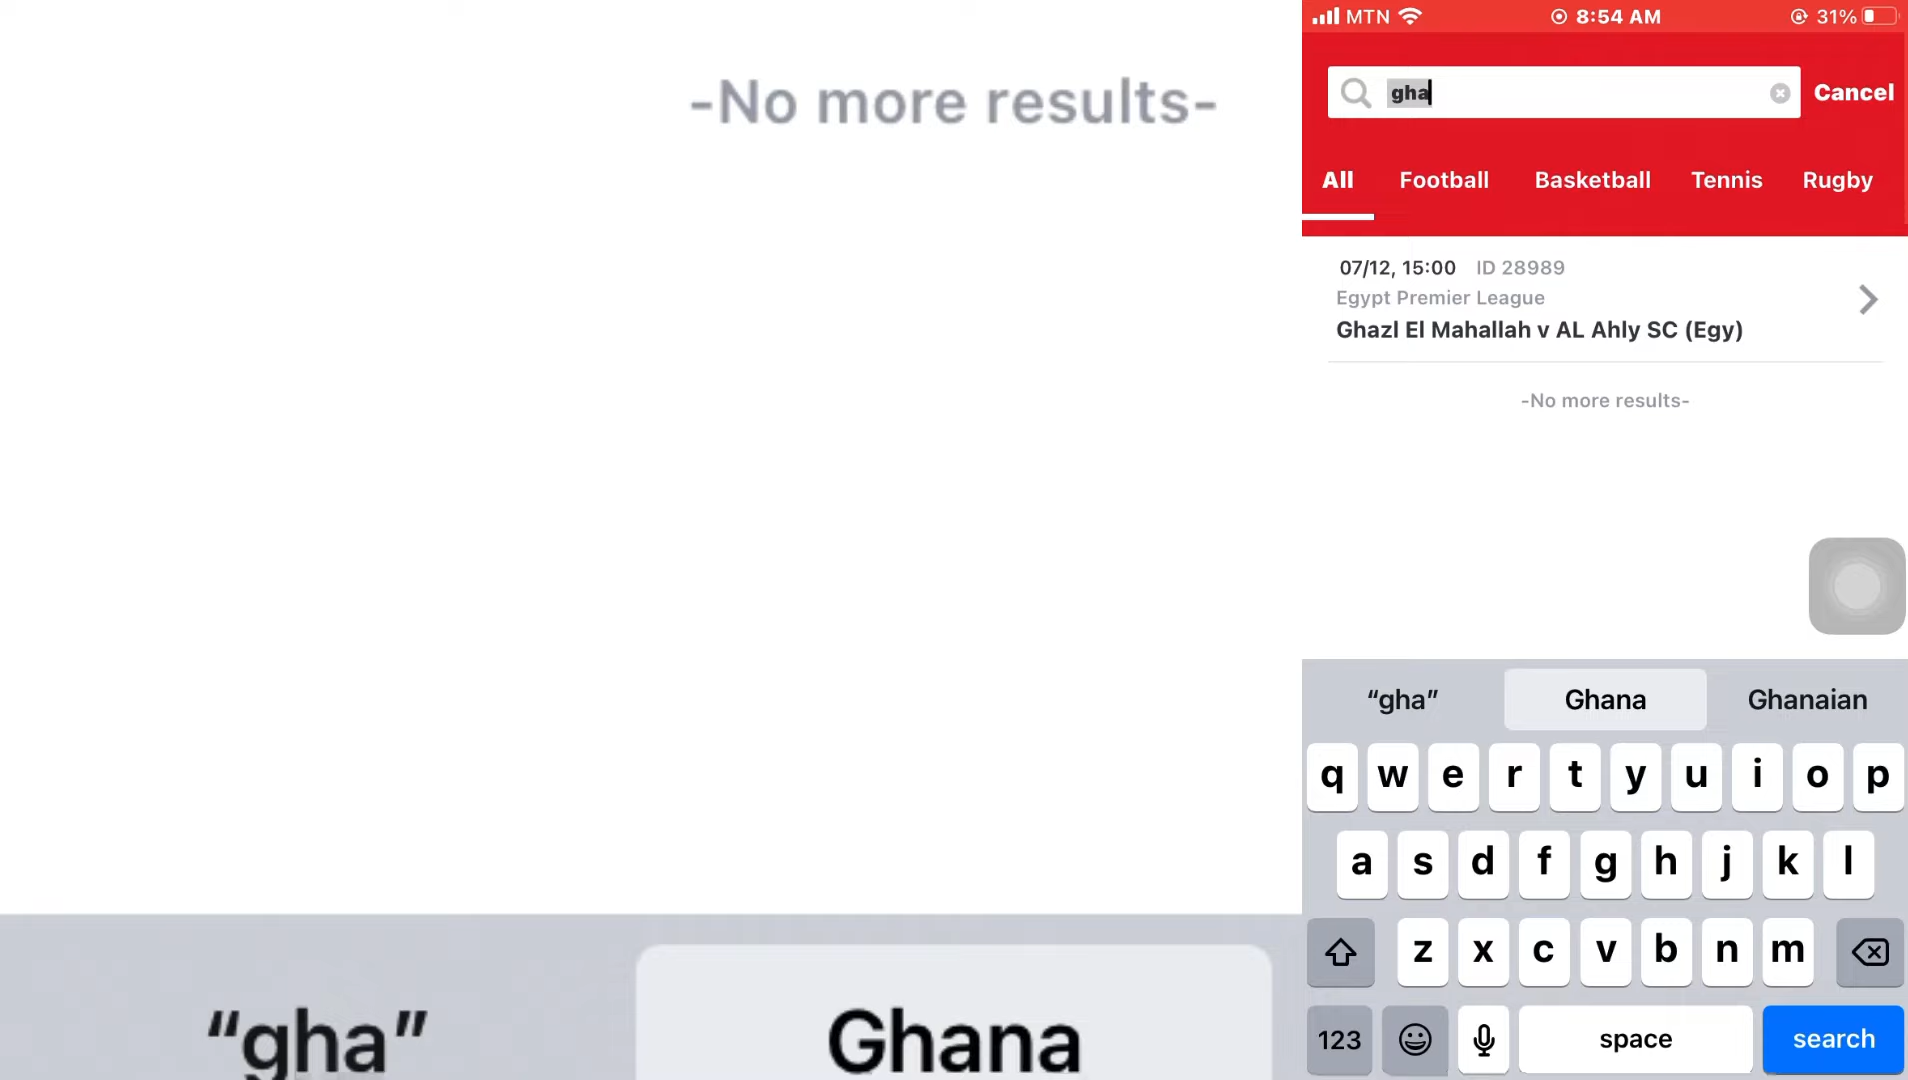 -No more results-
“gha”
Ghana
MTN 8:54 AM 31%
gha Cancel
All Football Basketball Tennis Rugby
07/12, 15:00 ID 28989
Egypt Premier League
Ghazl El Mahallah v AL Ahly SC (Egy)
-No more results-
“gha” Ghana Ghanaian
q w e r t y u i o p
a s d f g h j k l
z x c v b n m
123 space search